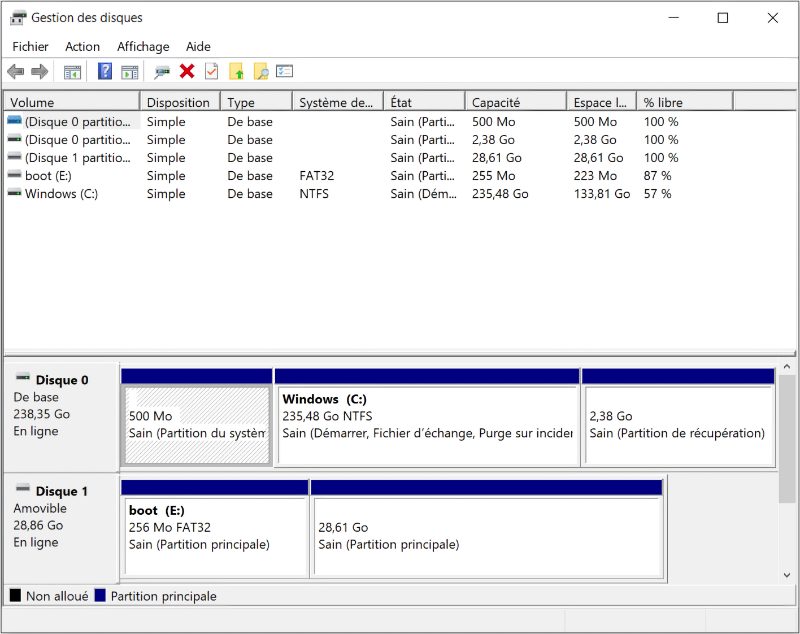 Gestion des disques
Fichier Action Affichage Aide
Volume Disposition Type Système de... État Capacité Espace l... % libre
(Disque 0 partitio... Simple De base Sain (Parti... 500 Mo 500 Mo 100 %
(Disque 0 partitio... Simple De base Sain (Parti... 2,38 Go 2,38 Go 100 %
(Disque 1 partitio... Simple De base Sain (Parti... 28,61 Go 28,61 Go 100 %
boot (E:) Simple De base FAT32 Sain (Parti... 255 Mo 223 Mo 87 %
Windows (C:) Simple De base NTFS Sain (Dém... 235,48 Go 133,81 Go 57 %
Disque 0
De base
238,35 Go
En ligne
500 Mo
Sain (Partition du systèm
Windows (C:)
235,48 Go NTFS
Sain (Démarrer, Fichier d’échange, Purge sur inciden
2,38 Go
Sain (Partition de récupération)
Disque 1
Amovible
28,86 Go
En ligne
boot (E:)
256 Mo FAT32
Sain (Partition principale)
28,61 Go
Sain (Partition principale)
Non alloué Partition principale